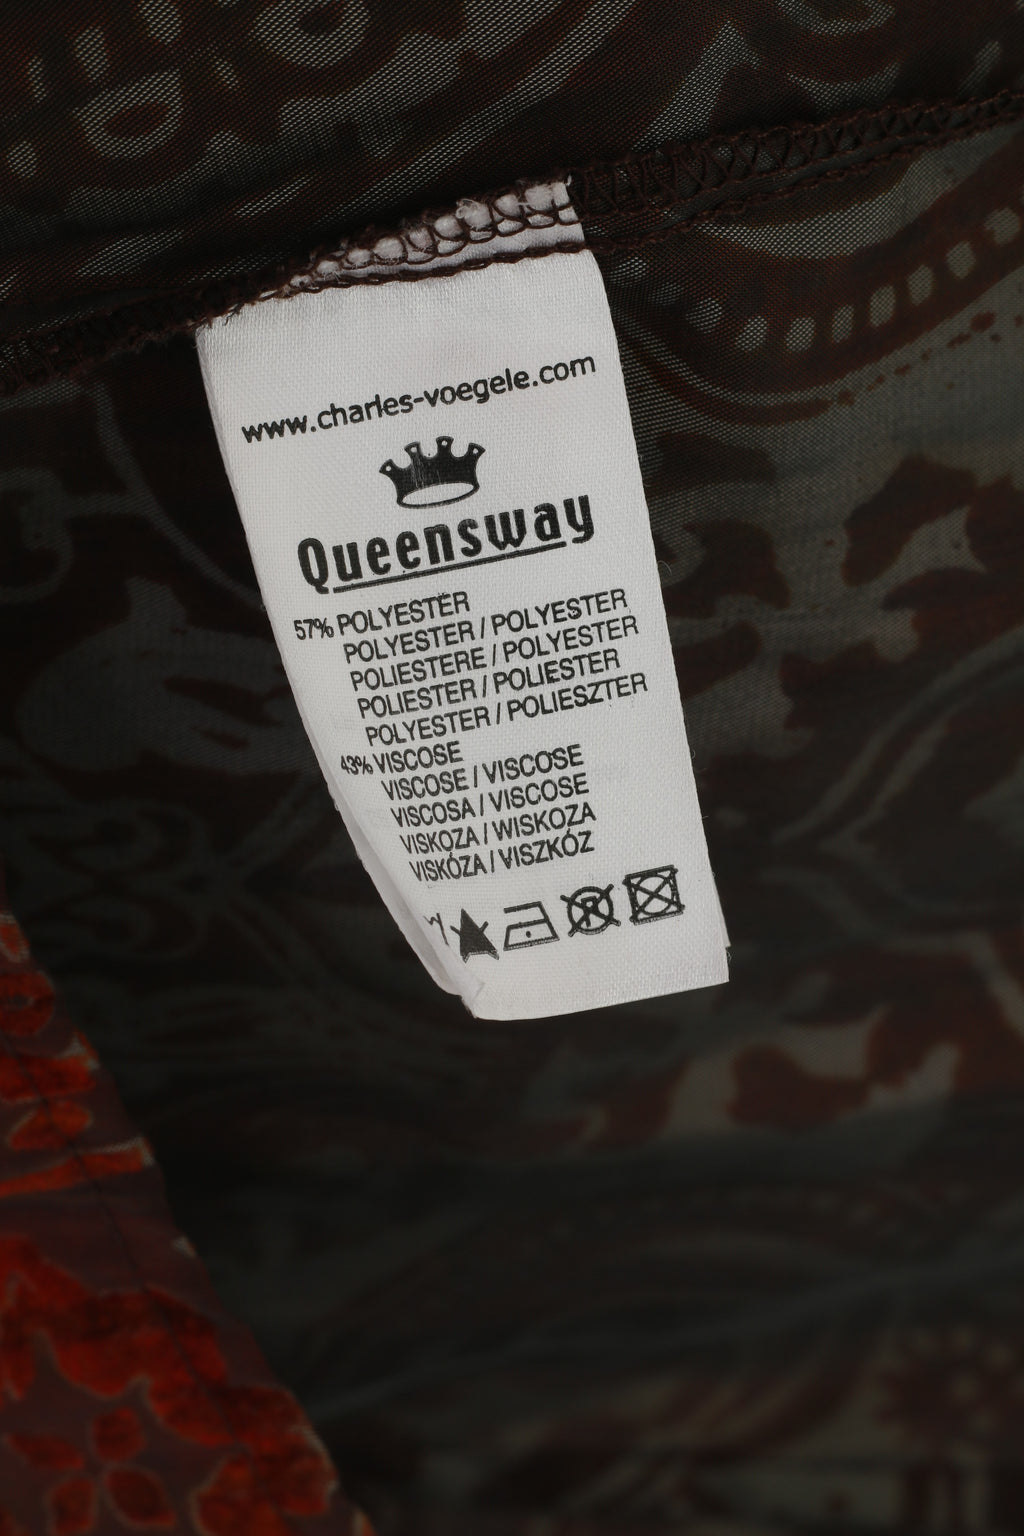 www.charles-voegele.com
Queensway
57% POLYESTER
POLYESTER / POLYESTER
POLIESTERE / POLYESTER
POLIESTER / POLIESTER
POLYESTER / POLIESZTER
43% VISCOSE
VISCOSE / VISCOSE
VISCOSA / VISCOSE
VISKOZA / WISKOZA
VISKÓZA / VISZKÓZ